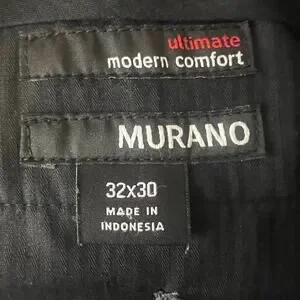 ultimate
modern comfort
MURANO
32x30
MADE IN
INDONESIA